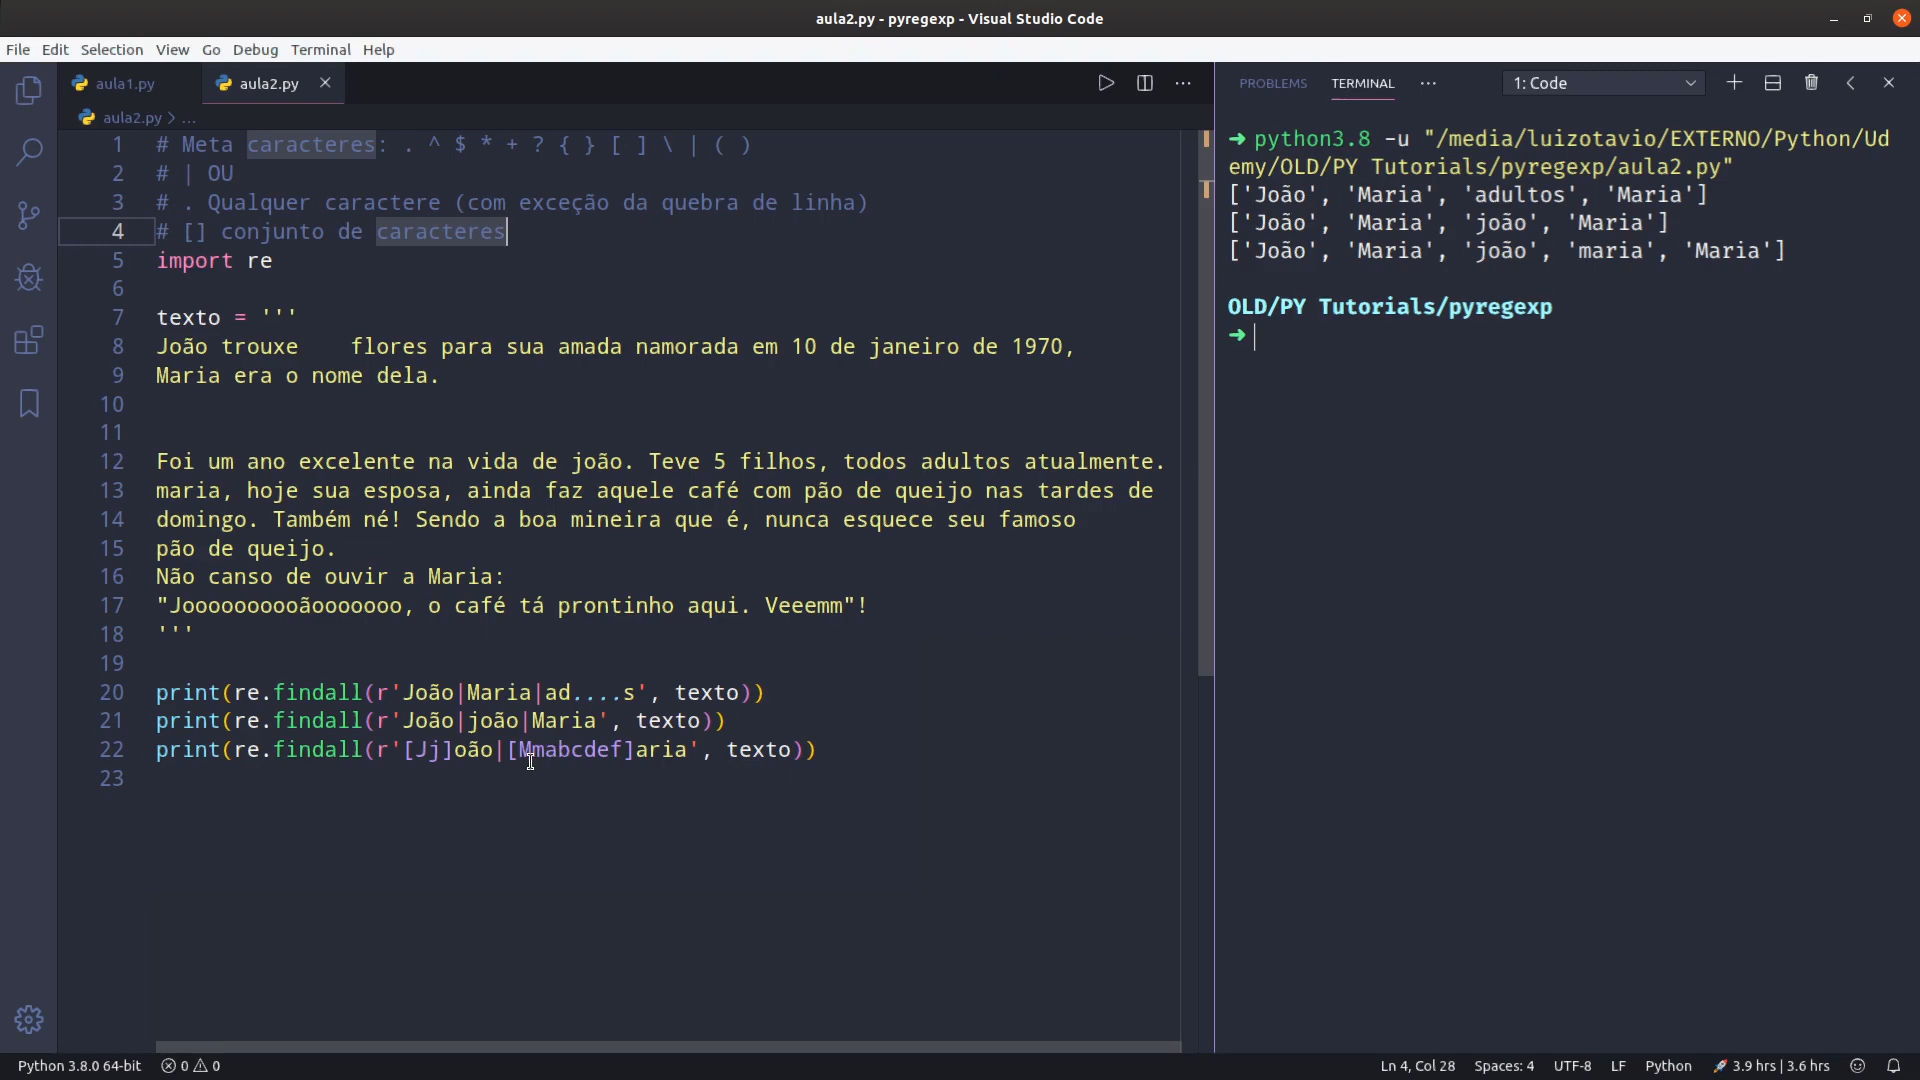 aula2.py - pyregexp - Visual Studio Code
File Edit Selection View Go Debug Terminal Help
aula1.py aula2.py
PROBLEMS TERMINAL ... 1: Code
aula2.py > ...
1 # Meta caracteres: . ^ $ * + ? { } [ ] \ | ( )
2 # | OU
3 # . Qualquer caractere (com exceção da quebra de linha)
4 # [] conjunto de caracteres
5 import re
6
7 texto = '''
8 João trouxe    flores para sua amada namorada em 10 de janeiro de 1970,
9 Maria era o nome dela.
10
11
12 Foi um ano excelente na vida de joão. Teve 5 filhos, todos adultos atualmente.
13 maria, hoje sua esposa, ainda faz aquele café com pão de queijo nas tardes de
14 domingo. Também né! Sendo a boa mineira que é, nunca esquece seu famoso
15 pão de queijo.
16 Não canso de ouvir a Maria:
17 "Joooooooooãooooooo, o café tá prontinho aqui. Veeemm"!
18 '''
19
20 print(re.findall(r'João|Maria|ad....s', texto))
21 print(re.findall(r'João|joão|Maria', texto))
22 print(re.findall(r'[Jj]oão|[Mmabcdef]aria', texto))
23
➜ python3.8 -u "/media/luizotavio/EXTERNO/Python/Ud
emy/OLD/PY Tutorials/pyregexp/aula2.py"
['João', 'Maria', 'adultos', 'Maria']
['João', 'Maria', 'joão', 'Maria']
['João', 'Maria', 'joão', 'maria', 'Maria']
OLD/PY Tutorials/pyregexp
➜
Python 3.8.0 64-bit 0 0 Ln 4, Col 28 Spaces: 4 UTF-8 LF Python 3.9 hrs | 3.6 hrs